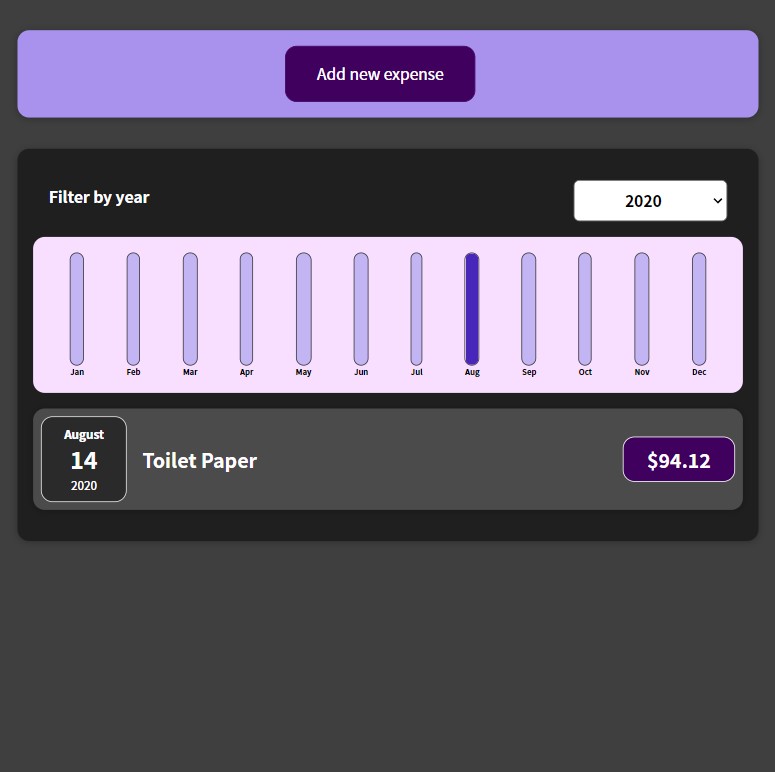 Add new expense
Filter by year
2020
Jan Feb Mar Apr May Jun Jul Aug Sep Oct Nov Dec
August
14
2020
Toilet Paper
$94.12